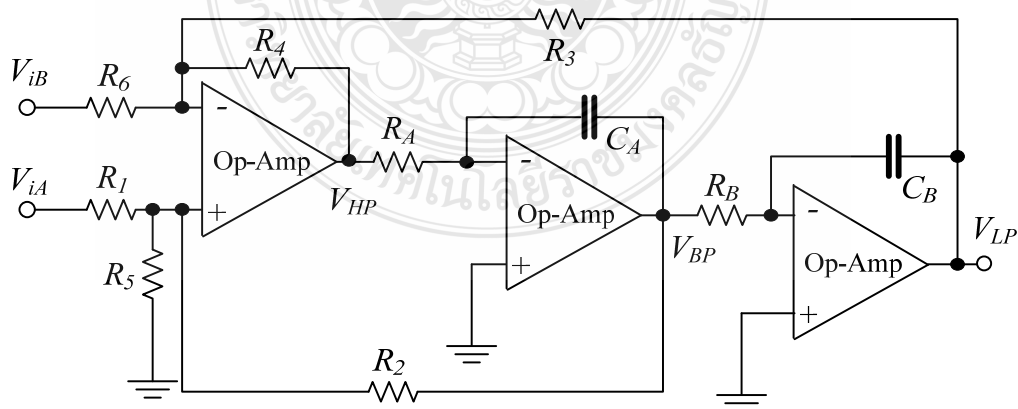 R3
R4
ViB
R6
-
Op-Amp
RA
CA
ViA
R1
+
VHP
-
Op-Amp
RB
CB
R5
+
VBP
-
Op-Amp
VLP
+
R2